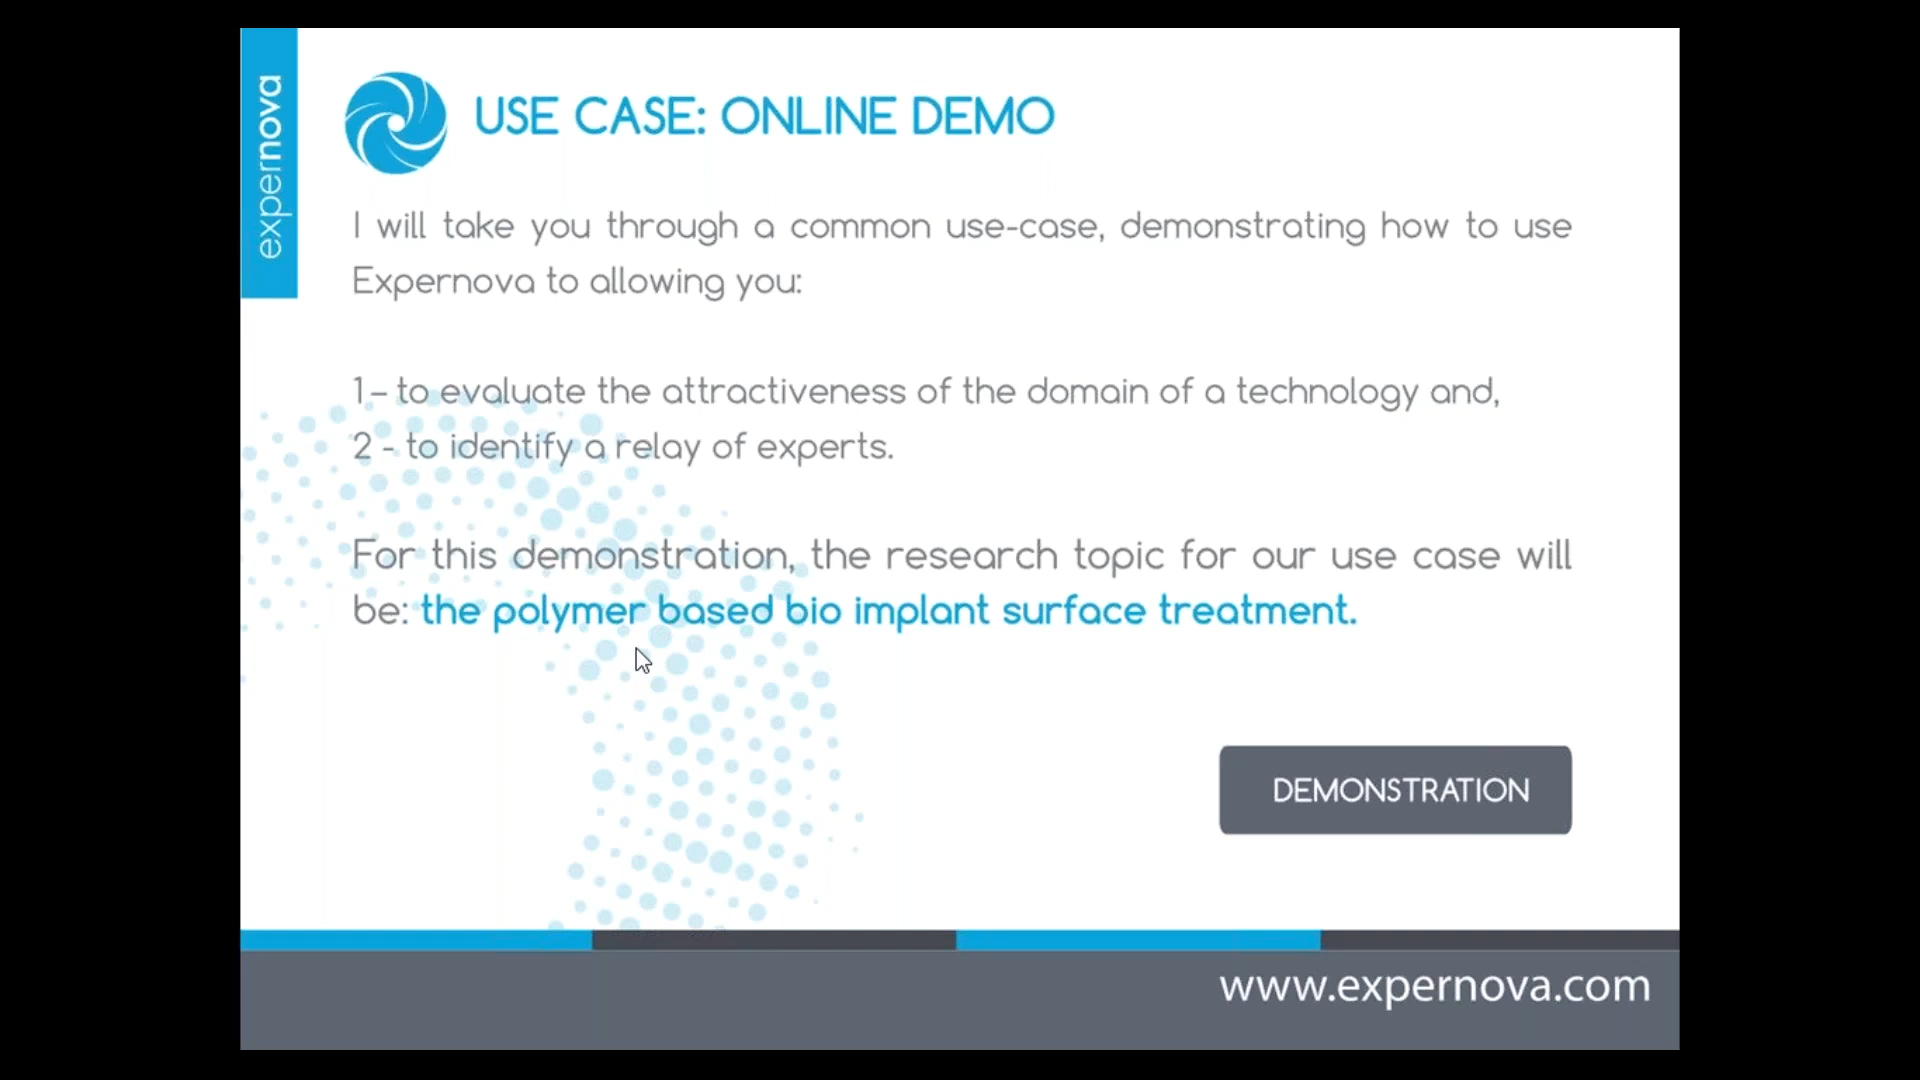 expernova
USE CASE: ONLINE DEMO
I will take you through a common use-case, demonstrating how to use
Expernova to allowing you:
1 – to evaluate the attractiveness of the domain of a technology and,
2 - to identify a relay of experts.
For this demonstration, the research topic for our use case will
be: the polymer based bio implant surface treatment.
DEMONSTRATION
www.expernova.com